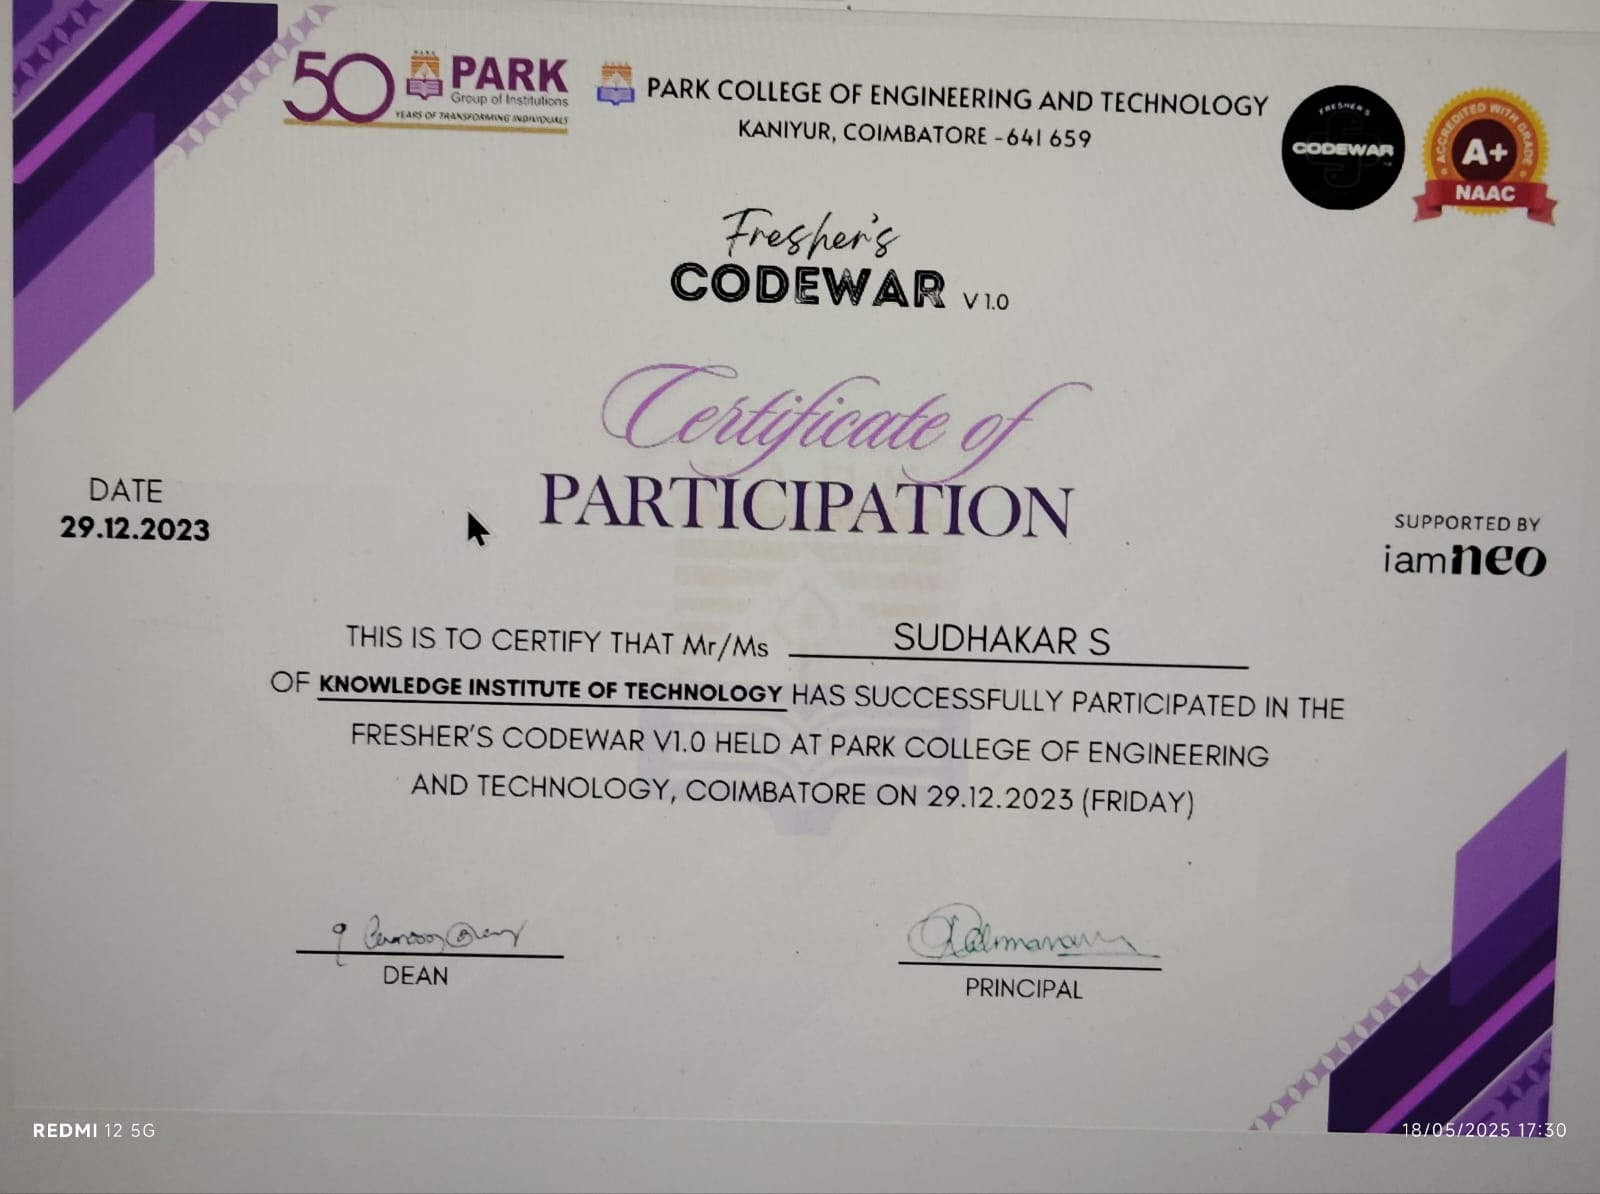 50
PARK
Group of Institutions
YEARS OF TRANSFORMING INDIVIDUALS
PARK COLLEGE OF ENGINEERING AND TECHNOLOGY
KANIYUR, COIMBATORE -641 659
FRESHER'S
CODEWAR
ACCREDITED WITH GRADE
A+
NAAC
Fresher's
CODEWAR V 1.0
Certificate of
PARTICIPATION
DATE
29.12.2023
SUPPORTED BY
iamneo
THIS IS TO CERTIFY THAT Mr/Ms SUDHAKAR S
OF KNOWLEDGE INSTITUTE OF TECHNOLOGY HAS SUCCESSFULLY PARTICIPATED IN THE
FRESHER'S CODEWAR V1.0 HELD AT PARK COLLEGE OF ENGINEERING
AND TECHNOLOGY, COIMBATORE ON 29.12.2023 (FRIDAY)
DEAN
PRINCIPAL
REDMI 12 5G
18/05/2025 17:30